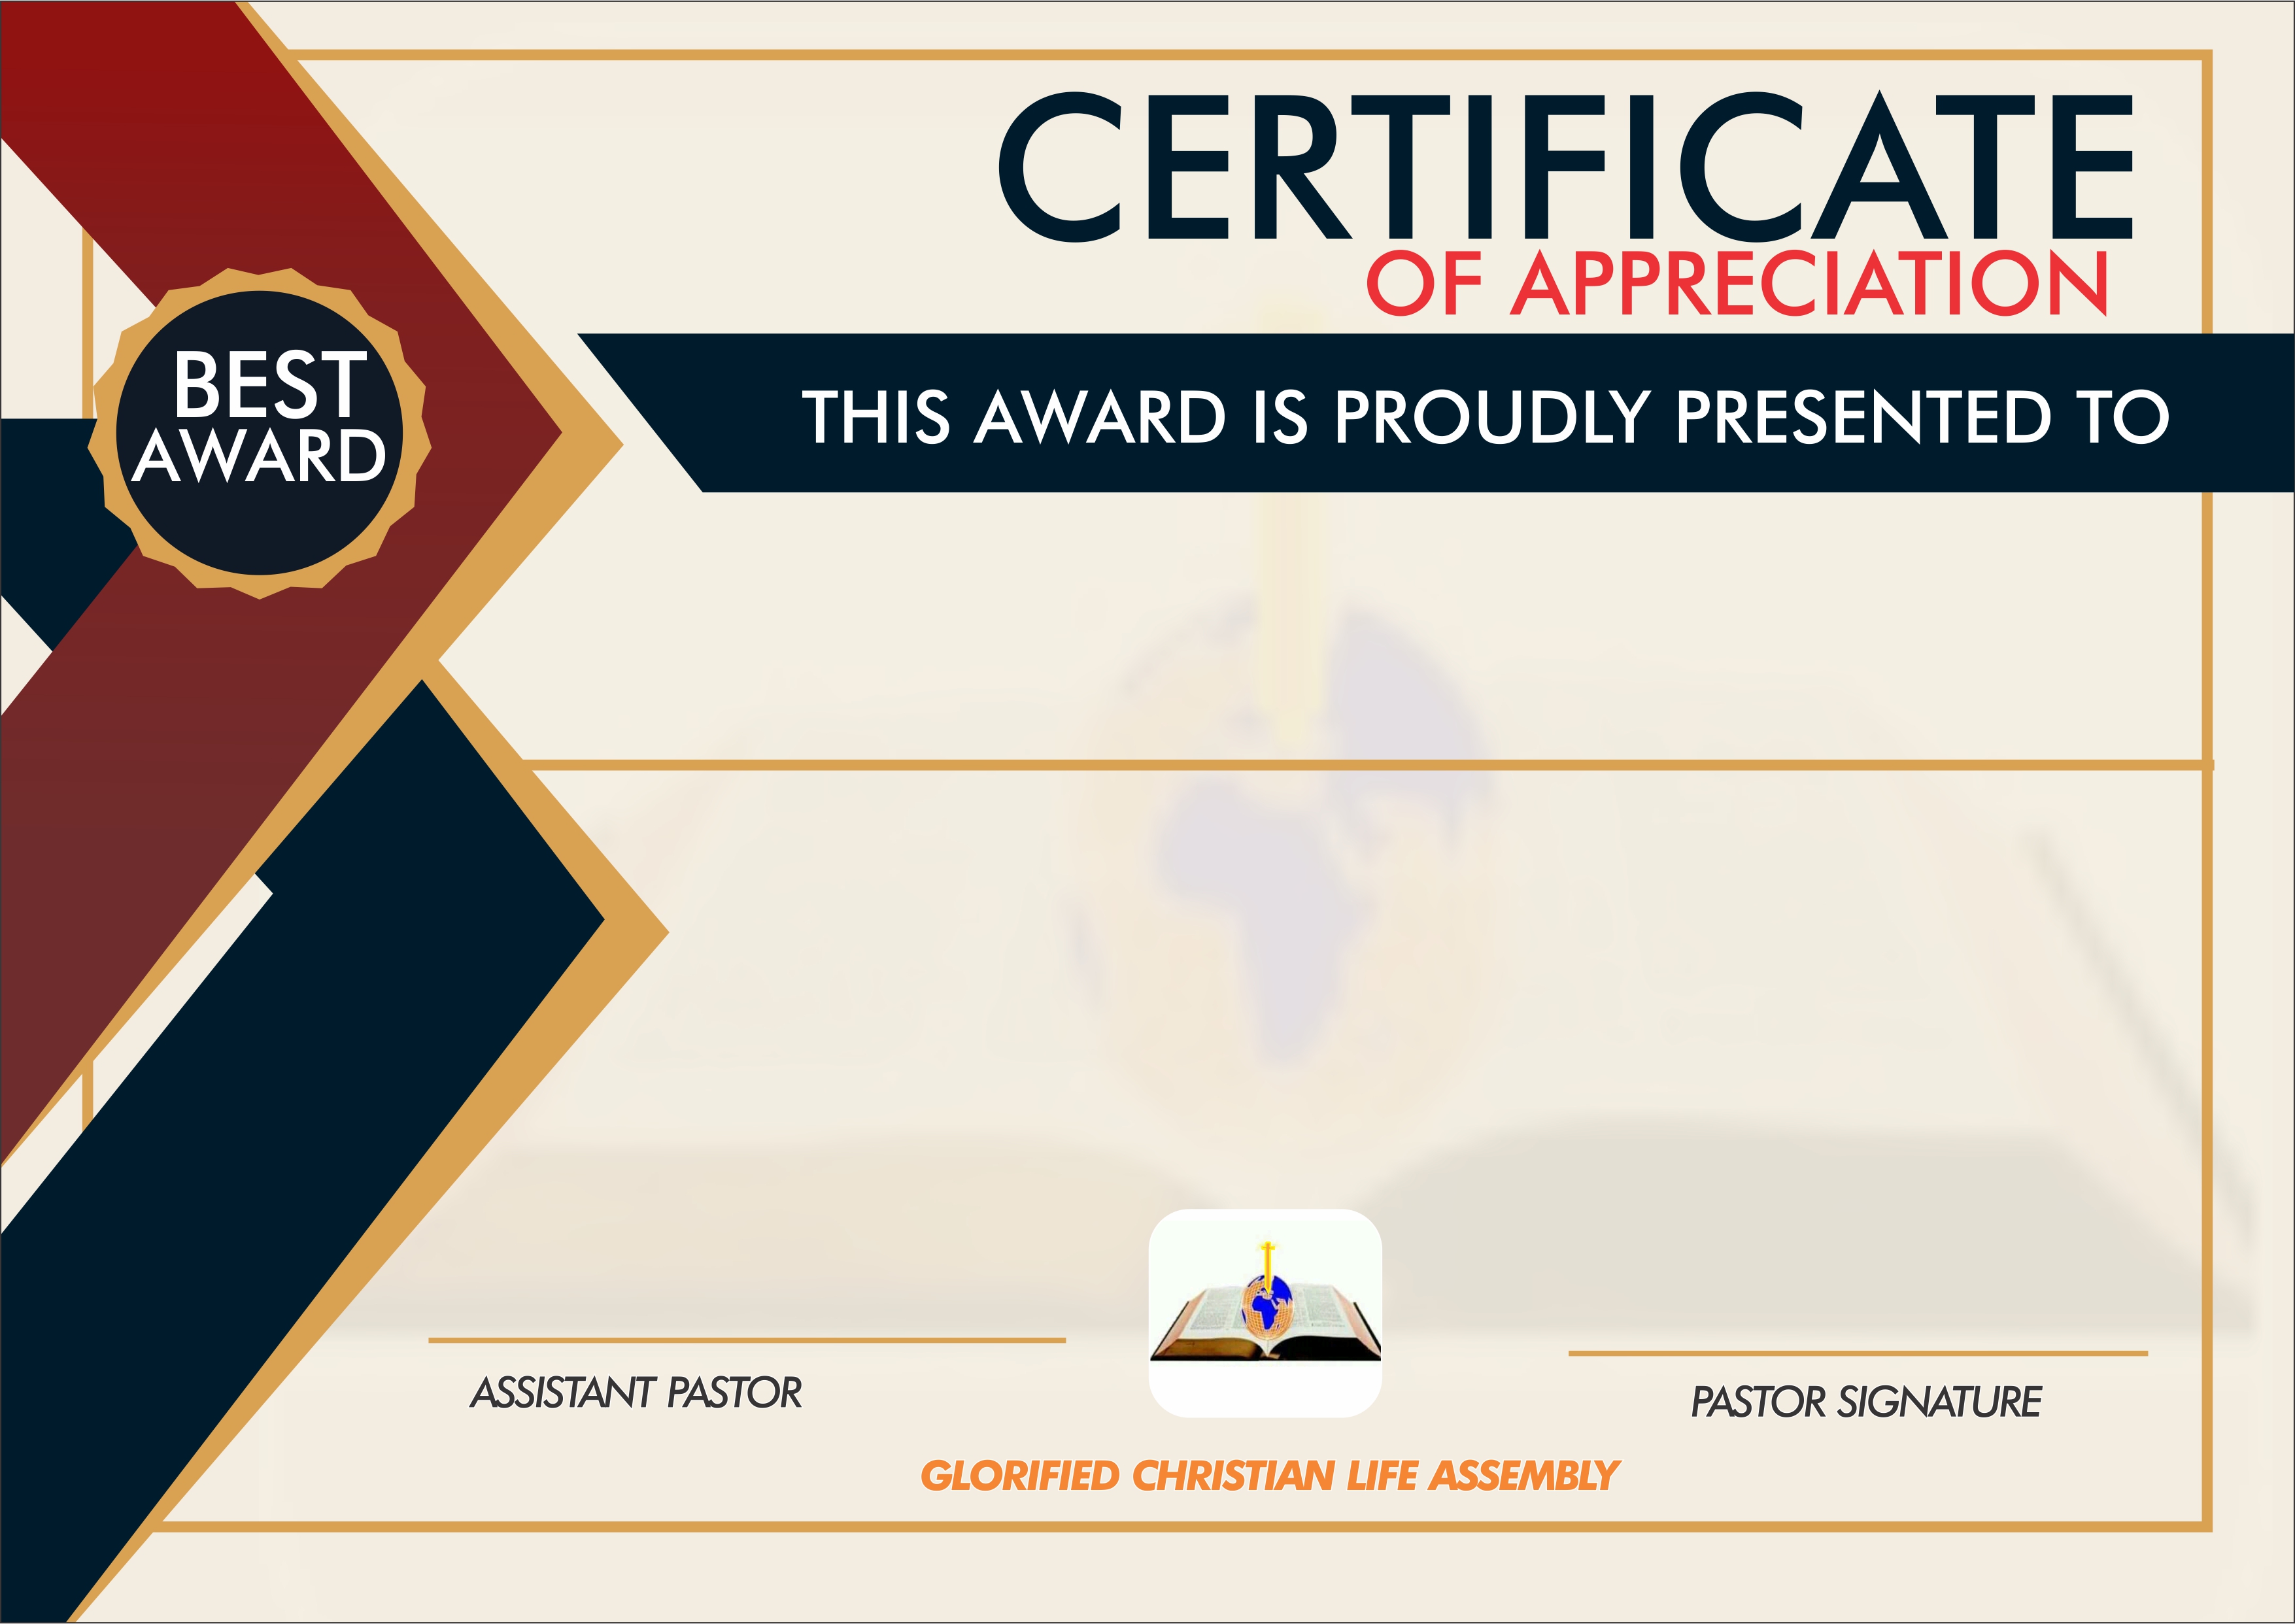 CERTIFICATE
OF APPRECIATION
BEST
AWARD
THIS AWARD IS PROUDLY PRESENTED TO
ASSISTANT PASTOR
PASTOR SIGNATURE
GLORIFIED CHRISTIAN LIFE ASSEMBLY